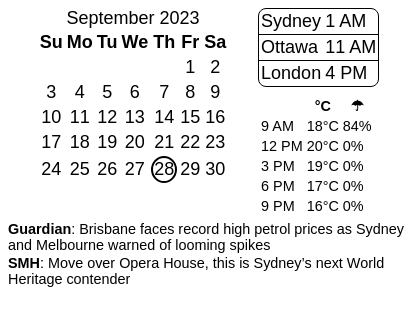 September 2023
Su Mo Tu We Th Fr Sa
1 2
3 4 5 6 7 8 9
10 11 12 13 14 15 16
17 18 19 20 21 22 23
24 25 26 27 28 29 30
Sydney 1 AM
Ottawa 11 AM
London 4 PM
°C ☂
9 AM 18°C 84%
12 PM 20°C 0%
3 PM 19°C 0%
6 PM 17°C 0%
9 PM 16°C 0%
Guardian: Brisbane faces record high petrol prices as Sydney
and Melbourne warned of looming spikes
SMH: Move over Opera House, this is Sydney’s next World
Heritage contender